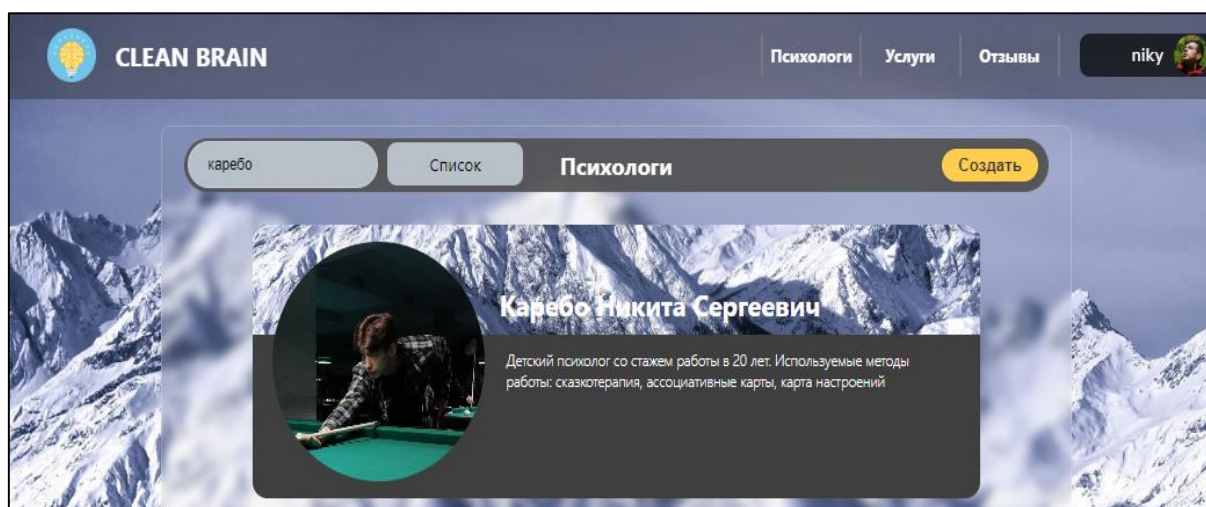 CLEAN BRAIN
Психологи
Услуги
Отзывы
niky
каребо
Список
Психологи
Создать
Каребо Никита Сергеевич
Детский психолог со стажем работы в 20 лет. Используемые методы
работы: сказкотерапия, ассоциативные карты, карта настроений